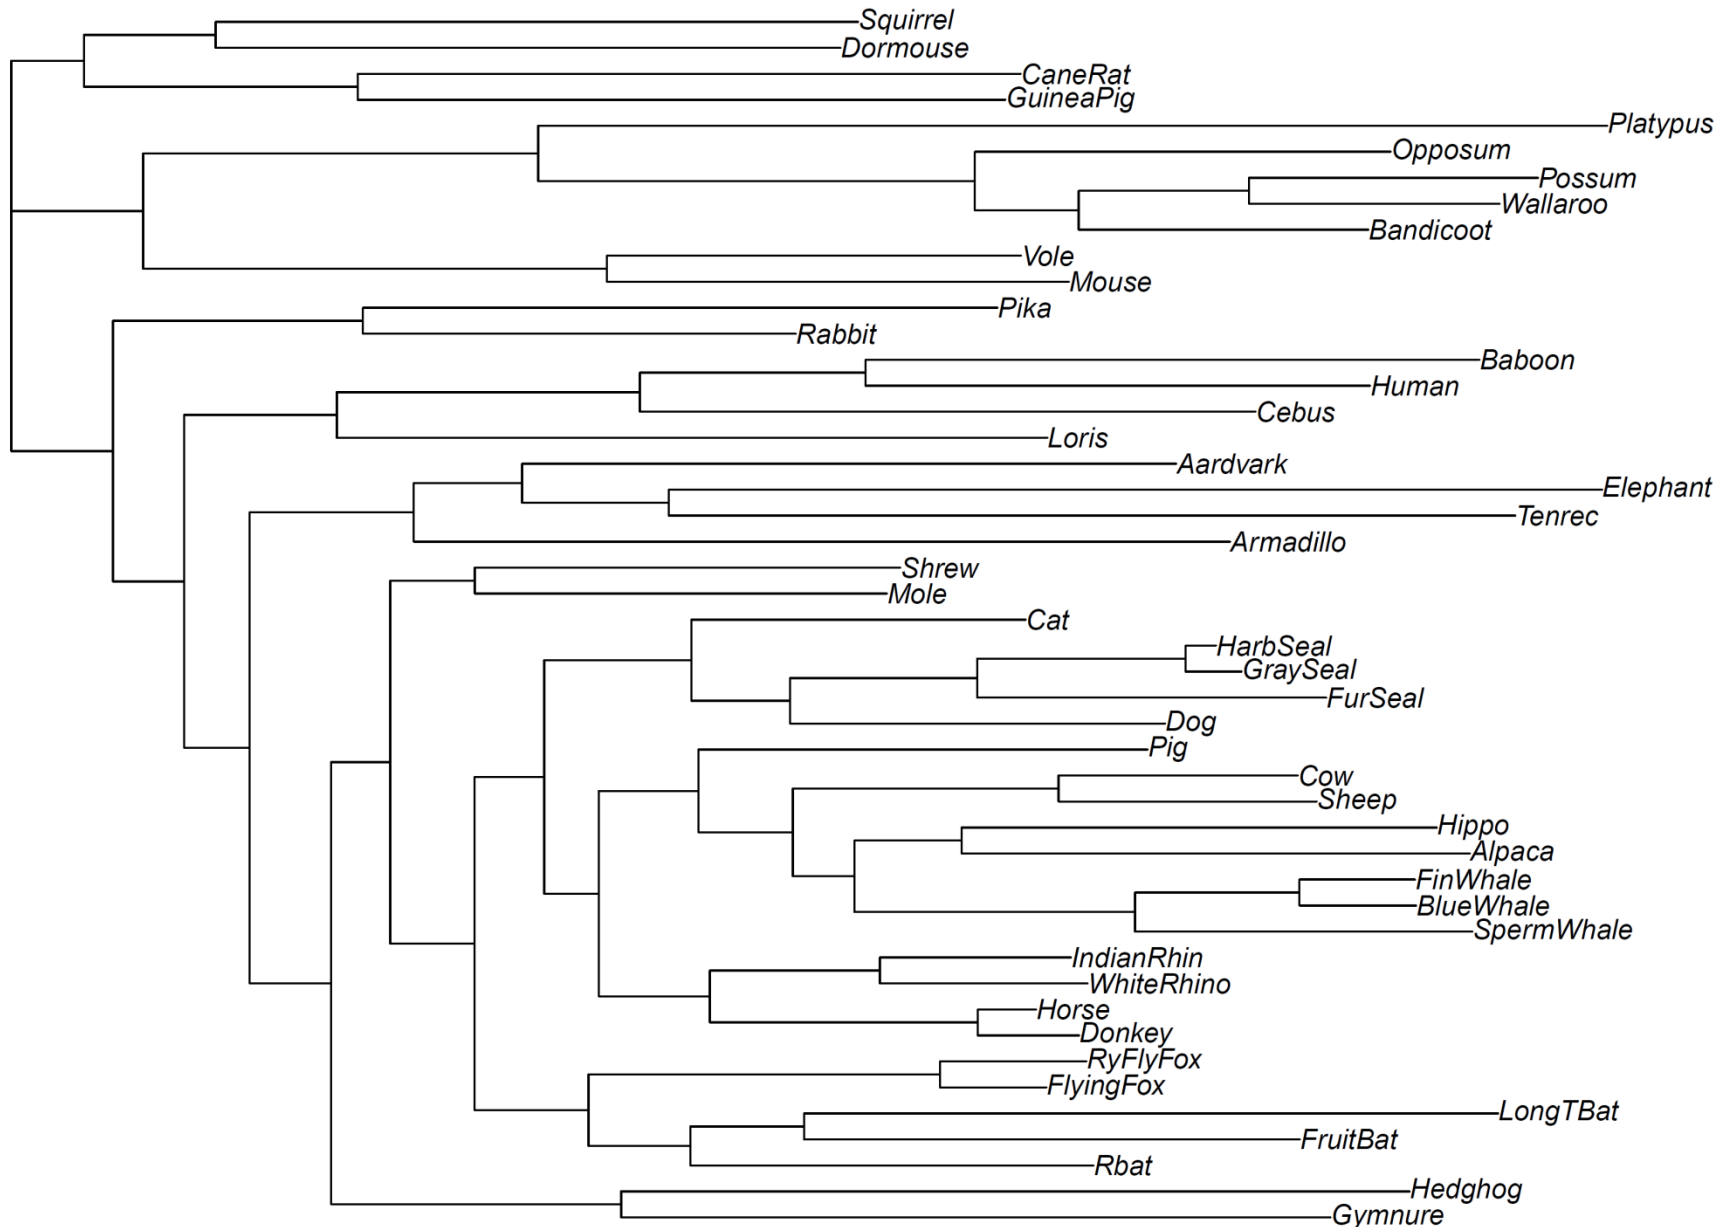 Squirrel
Dormouse
CaneRat
GuineaPig
Platypus
Opposum
Possum
Wallaroo
Bandicoot
Vole
Mouse
Pika
Rabbit
Baboon
Human
Cebus
Loris
Aardvark
Elephant
Tenrec
Armadillo
Shrew
Mole
Cat
HarbSeal
GraySeal
FurSeal
Dog
Pig
Cow
Sheep
Hippo
Alpaca
FinWhale
BlueWhale
SpermWhale
IndianRhin
WhiteRhino
Horse
Donkey
RyFlyFox
FlyingFox
LongTBat
FruitBat
Rbat
Hedghog
Gymnure